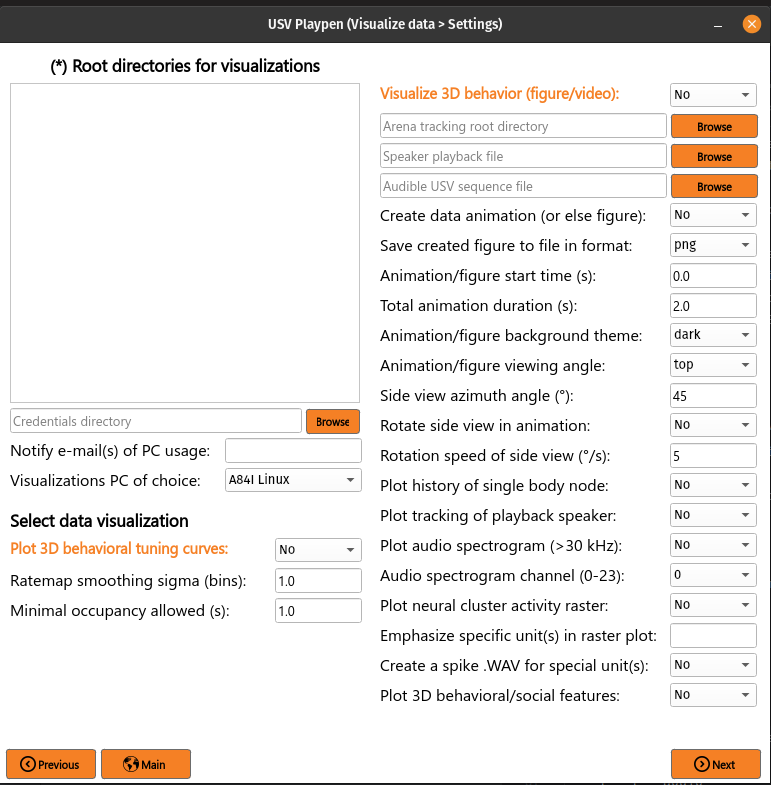 USV Playpen (Visualize data > Settings)
(*) Root directories for visualizations
Credentials directory Browse
Notify e-mail(s) of PC usage:
Visualizations PC of choice: A84I Linux
Select data visualization
Plot 3D behavioral tuning curves: No
Ratemap smoothing sigma (bins): 1.0
Minimal occupancy allowed (s): 1.0
Visualize 3D behavior (figure/video): No
Arena tracking root directory Browse
Speaker playback file Browse
Audible USV sequence file Browse
Create data animation (or else figure): No
Save created figure to file in format: png
Animation/figure start time (s): 0.0
Total animation duration (s): 2.0
Animation/figure background theme: dark
Animation/figure viewing angle: top
Side view azimuth angle (°): 45
Rotate side view in animation: No
Rotation speed of side view (°/s): 5
Plot history of single body node: No
Plot tracking of playback speaker: No
Plot audio spectrogram (>30 kHz): No
Audio spectrogram channel (0-23): 0
Plot neural cluster activity raster: No
Emphasize specific unit(s) in raster plot:
Create a spike .WAV for special unit(s): No
Plot 3D behavioral/social features: No
Previous Main Next